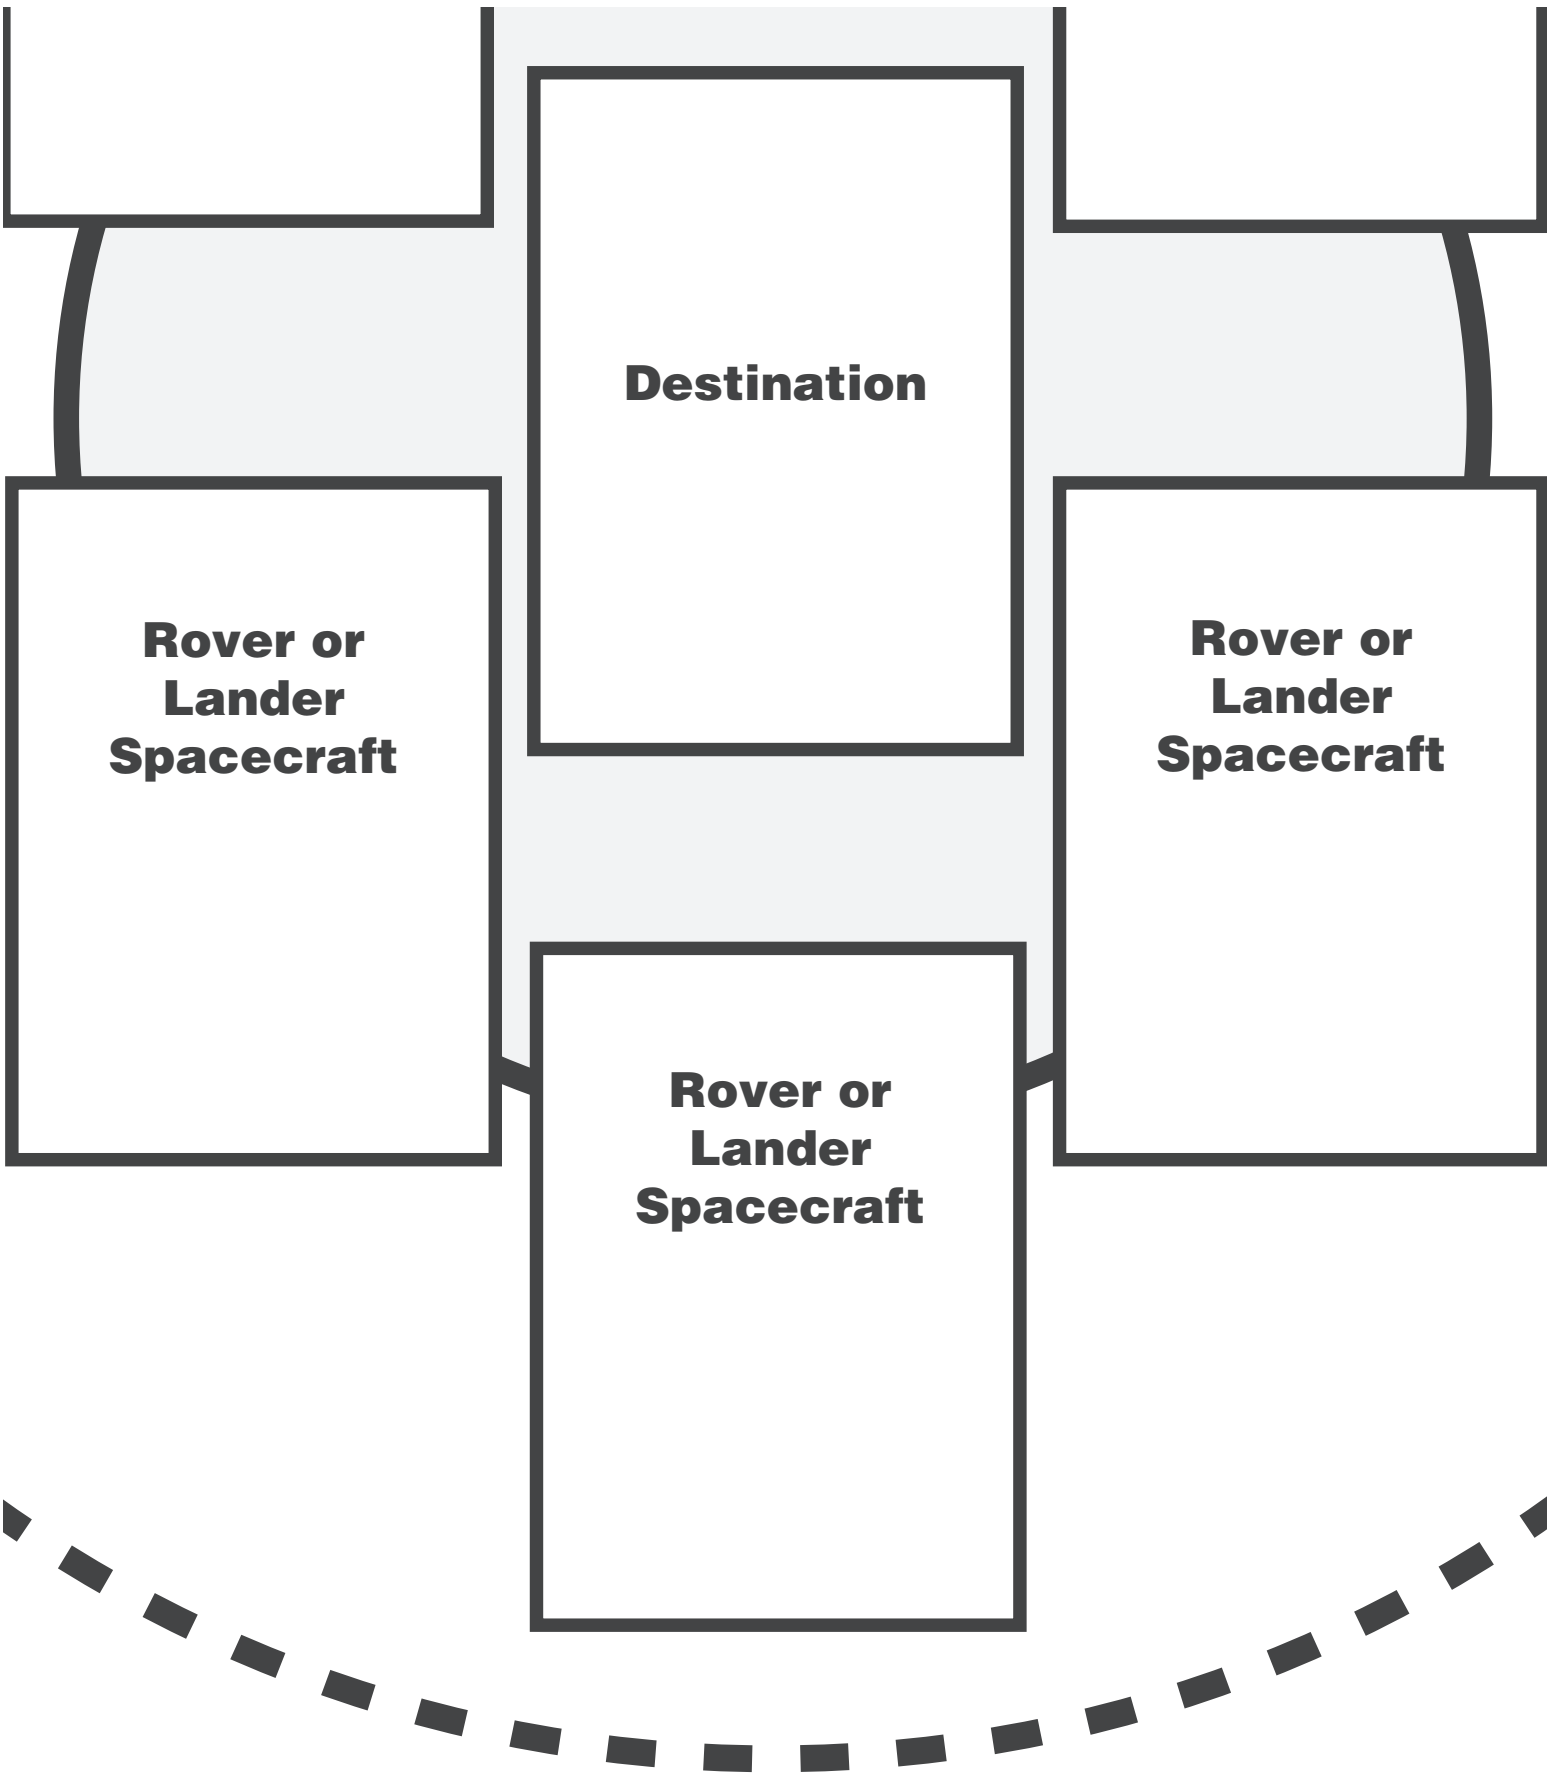 Destination
Rover or
Lander
Spacecraft
Rover or
Lander
Spacecraft
Rover or
Lander
Spacecraft